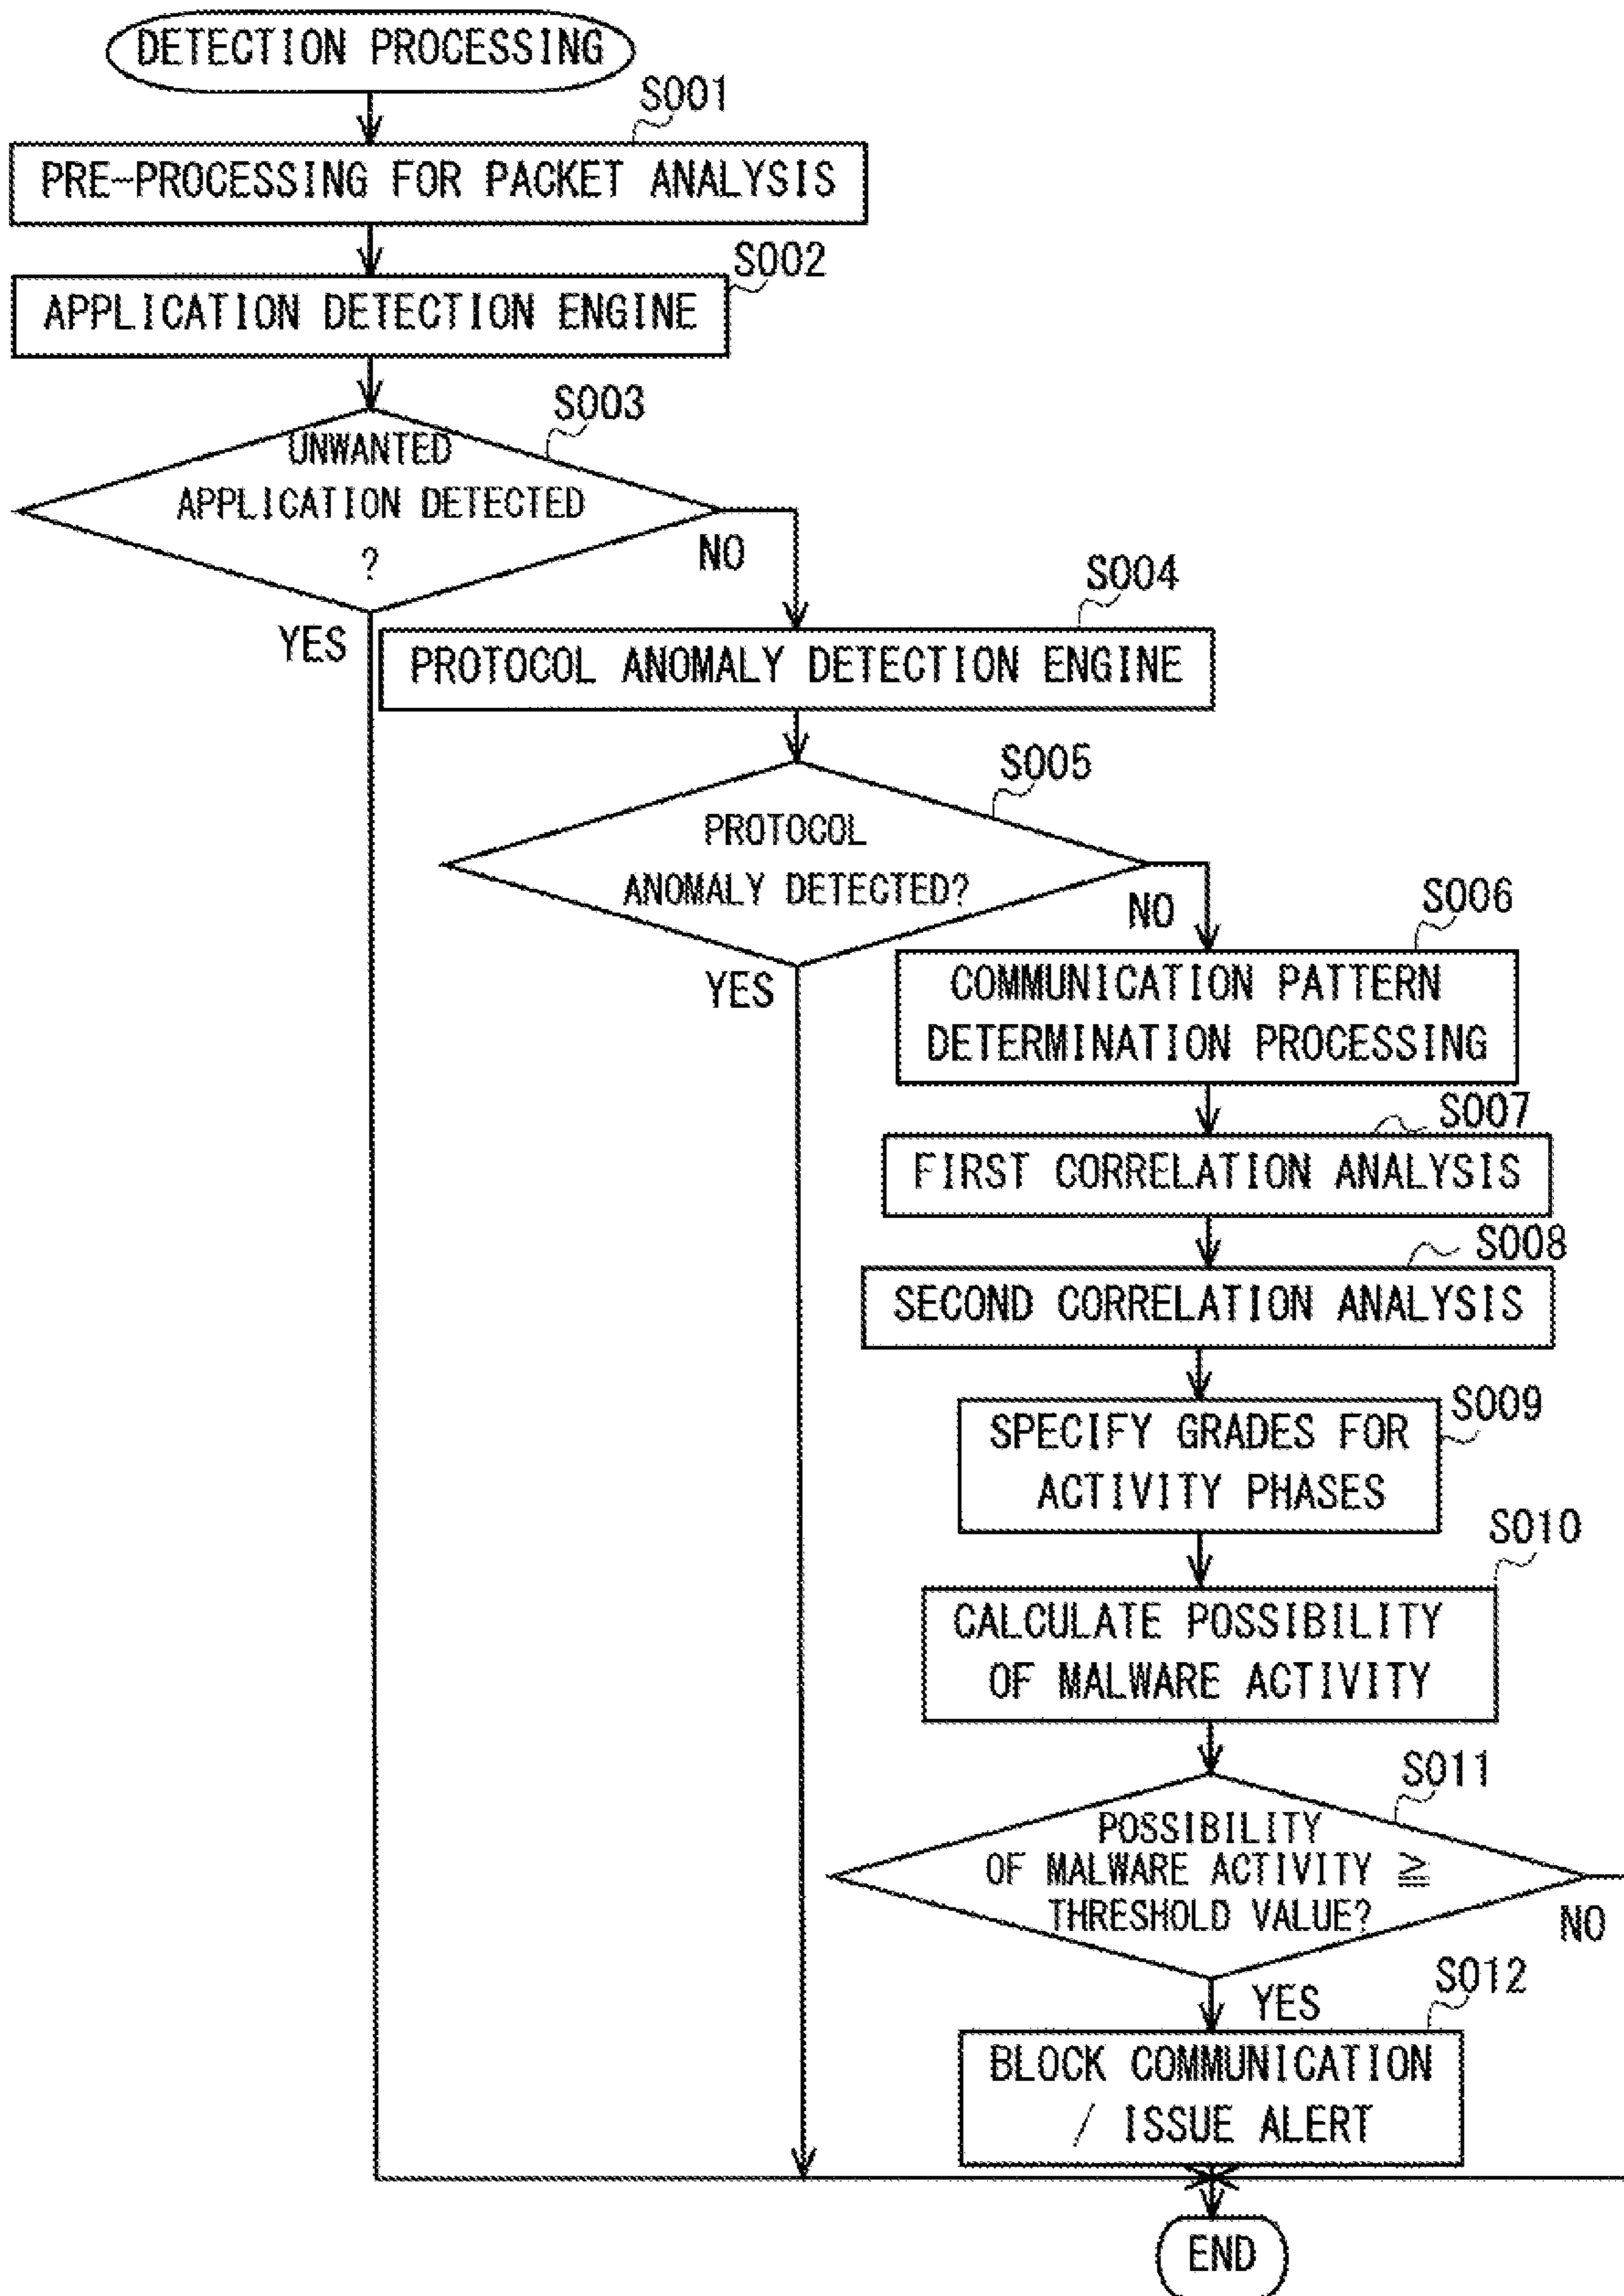 DETECTION PROCESSING
S001
PRE-PROCESSING FOR PACKET ANALYSIS
S002
APPLICATION DETECTION ENGINE
S003
UNWANTED
APPLICATION DETECTED
?
NO
YES
S004
PROTOCOL ANOMALY DETECTION ENGINE
S005
PROTOCOL
ANOMALY DETECTED?
NO
YES
S006
COMMUNICATION PATTERN
DETERMINATION PROCESSING
S007
FIRST CORRELATION ANALYSIS
S008
SECOND CORRELATION ANALYSIS
S009
SPECIFY GRADES FOR
ACTIVITY PHASES
S010
CALCULATE POSSIBILITY
OF MALWARE ACTIVITY
S011
POSSIBILITY
OF MALWARE ACTIVITY ≧
THRESHOLD VALUE?
NO
YES
S012
BLOCK COMMUNICATION
/ ISSUE ALERT
END